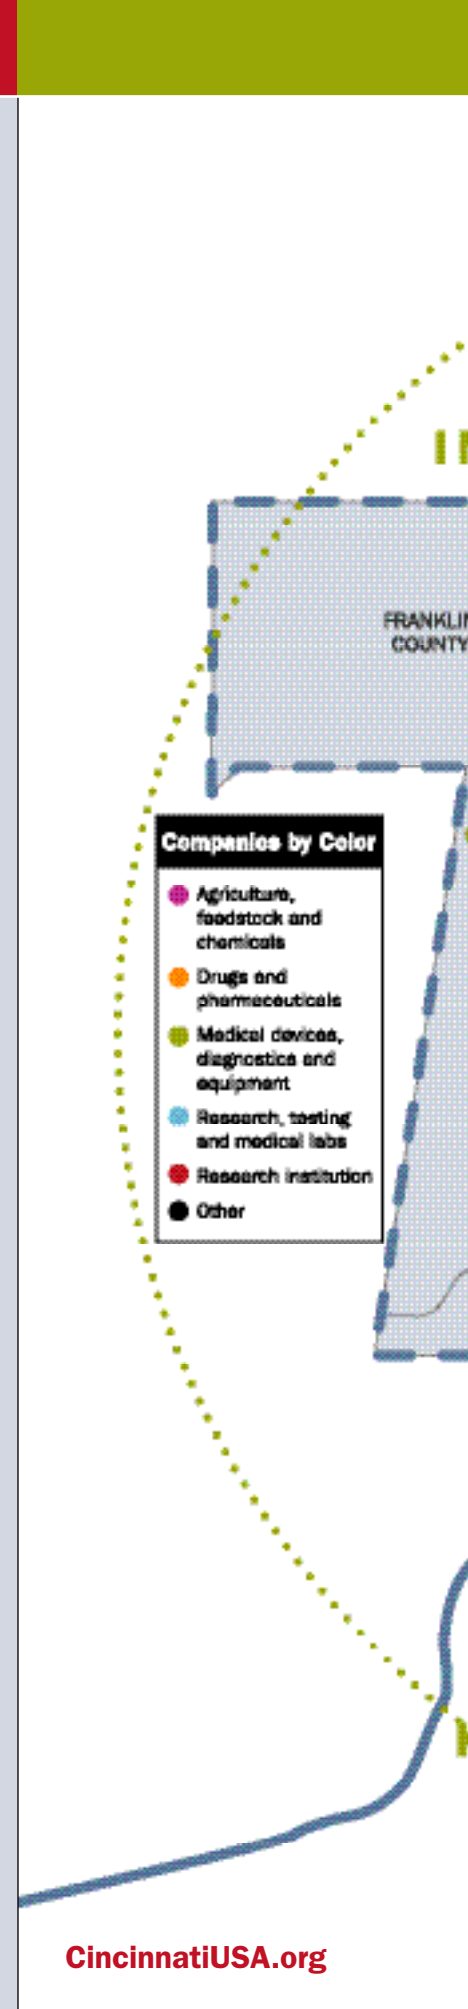 FRANKLIN
COUNTY
Companies by Color
Agriculture,
feedstock and
chemicals
Drugs and
pharmaceuticals
Medical devices,
diagnostics and
equipment
Research, testing
and medical labs
Research institution
Other
CincinnatiUSA.org